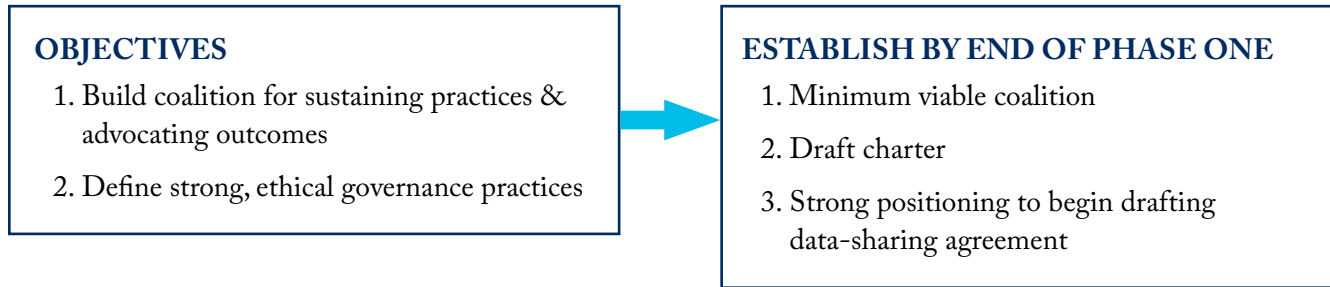 OBJECTIVES
1. Build coalition for sustaining practices &
advocating outcomes
2. Define strong, ethical governance practices
ESTABLISH BY END OF PHASE ONE
1. Minimum viable coalition
2. Draft charter
3. Strong positioning to begin drafting
data-sharing agreement